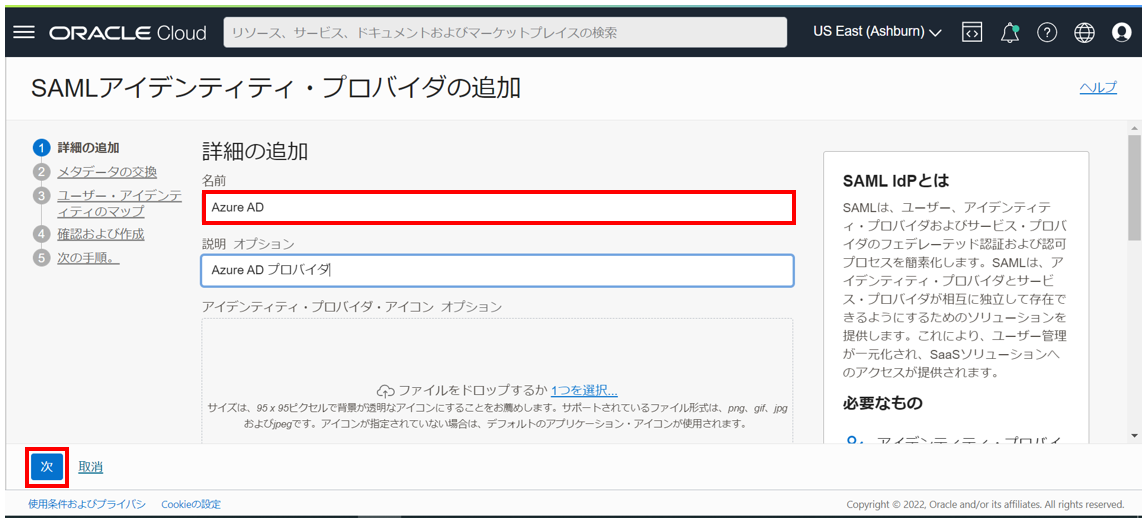 ORACLE Cloud
リソース、サービス、ドキュメントおよびマーケットプレイスの検索
US East (Ashburn)
SAMLアイデンティティ・プロバイダの追加
ヘルプ
1 詳細の追加
2 メタデータの交換
3 ユーザー・アイデンテ
ィティのマップ
4 確認および作成
5 次の手順。
詳細の追加
名前
Azure AD
説明 オプション
Azure AD プロバイダ
アイデンティティ・プロバイダ・アイコン オプション
ファイルをドロップするか 1つを選択...
サイズは、95 x 95ピクセルで背景が透明なアイコンにすることをお薦めします。サポートされているファイル形式は、png、gif、jpg
およびjpegです。アイコンが指定されていない場合は、デフォルトのアプリケーション・アイコンが使用されます。
SAML IdPとは
SAMLは、ユーザー、アイデンティテ
ィ・プロバイダおよびサービス・プロバ
イダのフェデレーテッド認証および認可
プロセスを簡素化します。SAMLは、ア
イデンティティ・プロバイダとサービ
ス・プロバイダが相互に独立して存在で
きるようにするためのソリューションを
提供します。これにより、ユーザー管理
が一元化され、SaaSソリューションへ
のアクセスが提供されます。
必要なもの
アイデンティティ・プロバイ
次
取消
使用条件およびプライバシ
Cookieの設定
Copyright © 2022, Oracle and/or its affiliates. All rights reserved.